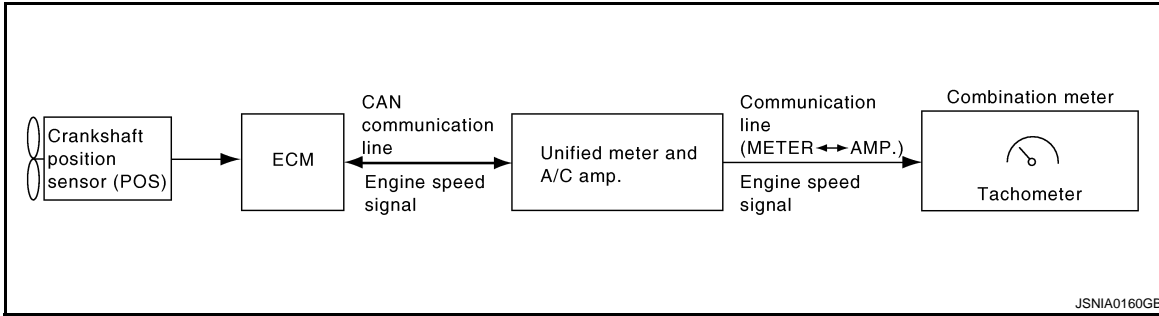 Crankshaft
position
sensor (POS)
ECM
CAN
communication
line
Engine speed
signal
Unified meter and
A/C amp.
Communication
line
(METER↔AMP.)
Engine speed
signal
Combination meter
Tachometer
JSNIA0160GB